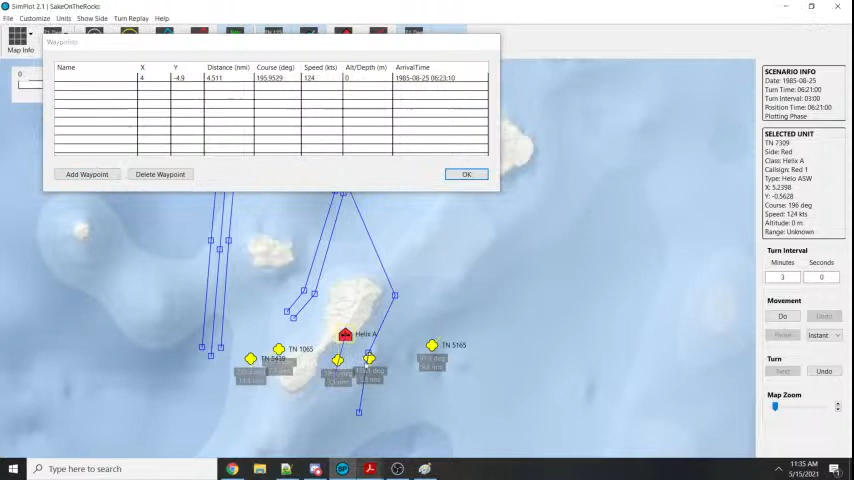 SimPlot 2.1 | SakeOnTheRocks
File Customize Units Show Side Turn Replay Help
Map Info
Waypoints
Name X Y Distance (nmi) Course (deg) Speed (kts) Alt/Depth (m) ArrivalTime
4 -4.9 4.511 195.9529 124 0 1985-08-25 06:23:10
Add Waypoint Delete Waypoint OK
0
SCENARIO INFO
Date: 1985-08-25
Turn Time: 06:21:00
Turn Interval: 03:00
Position Time: 06:21:00
Plotting Phase
SELECTED UNIT
TN 7309
Side: Red
Class: Helix A
Callsign: Red 1
Type: Helo ASW
X: 5.2398
Y: -0.5628
Course: 196 deg
Speed: 124 kts
Altitude: 0 m
Range: Unknown
Turn Interval
Minutes Seconds
3 0
Movement
Do Undo
Pause Instant
Turn
Next Undo
Map Zoom
Helix A
TN 1065
TN 5165
Type here to search
11:35 AM
5/15/2021